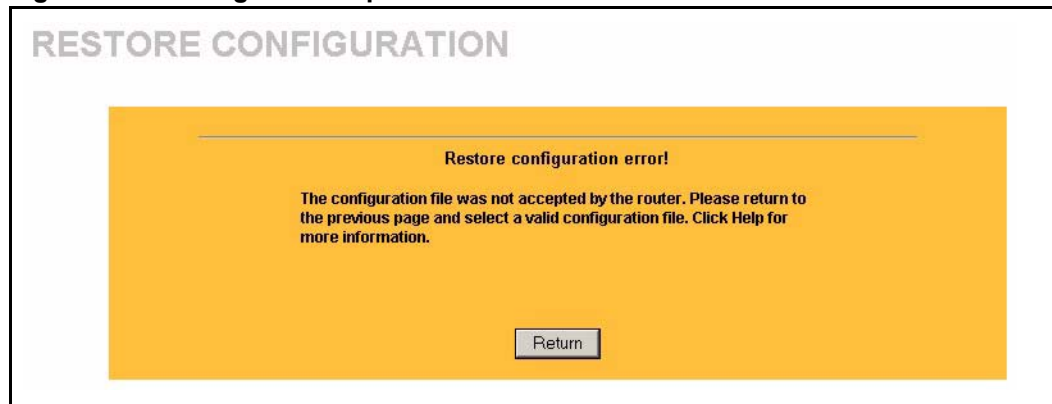 RESTORE CONFIGURATION
Restore configuration error!
The configuration file was not accepted by the router. Please return to
the previous page and select a valid configuration file. Click Help for
more information.
Return